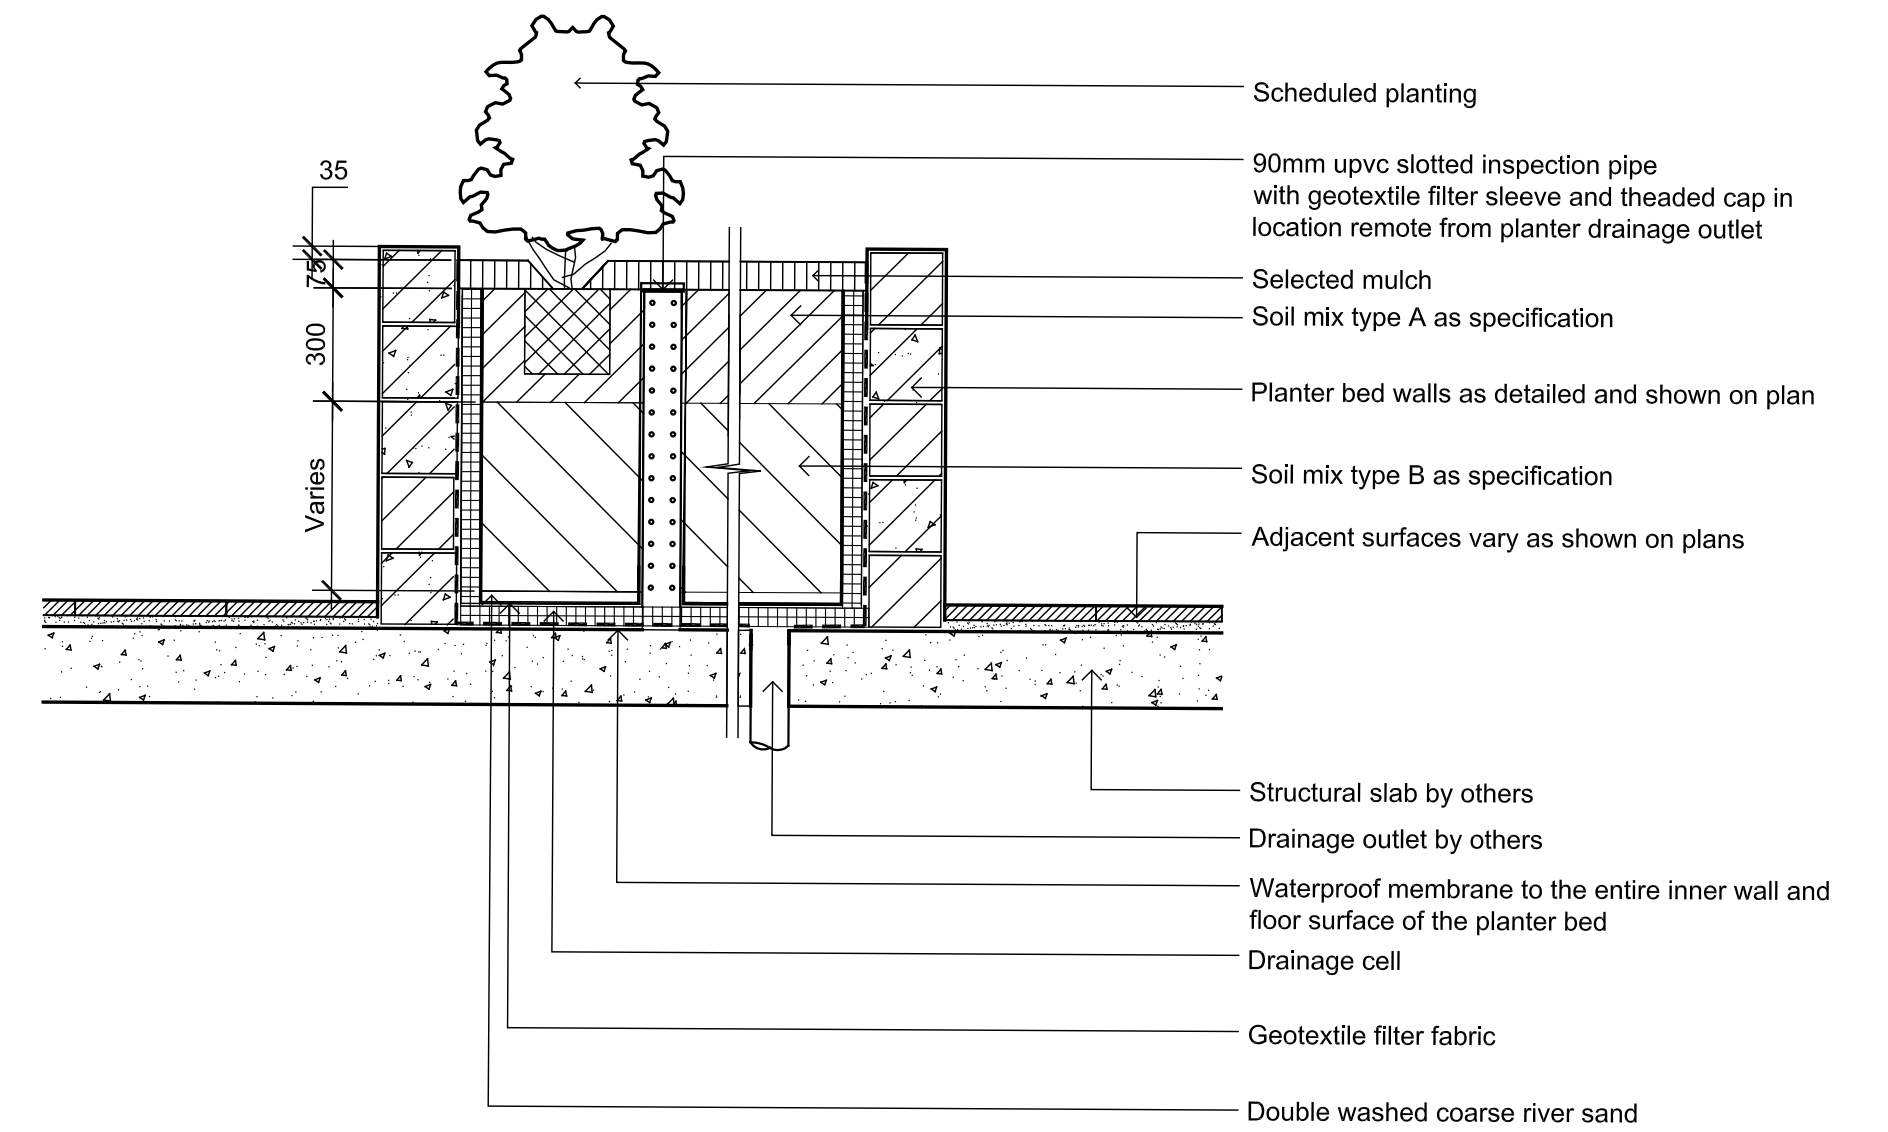 Scheduled planting
35
90mm upvc slotted inspection pipe
with geotextile filter sleeve and theaded cap in
location remote from planter drainage outlet
75
Selected mulch
Soil mix type A as specification
300
Planter bed walls as detailed and shown on plan
Varies
Soil mix type B as specification
Adjacent surfaces vary as shown on plans
Structural slab by others
Drainage outlet by others
Waterproof membrane to the entire inner wall and
floor surface of the planter bed
Drainage cell
Geotextile filter fabric
Double washed coarse river sand